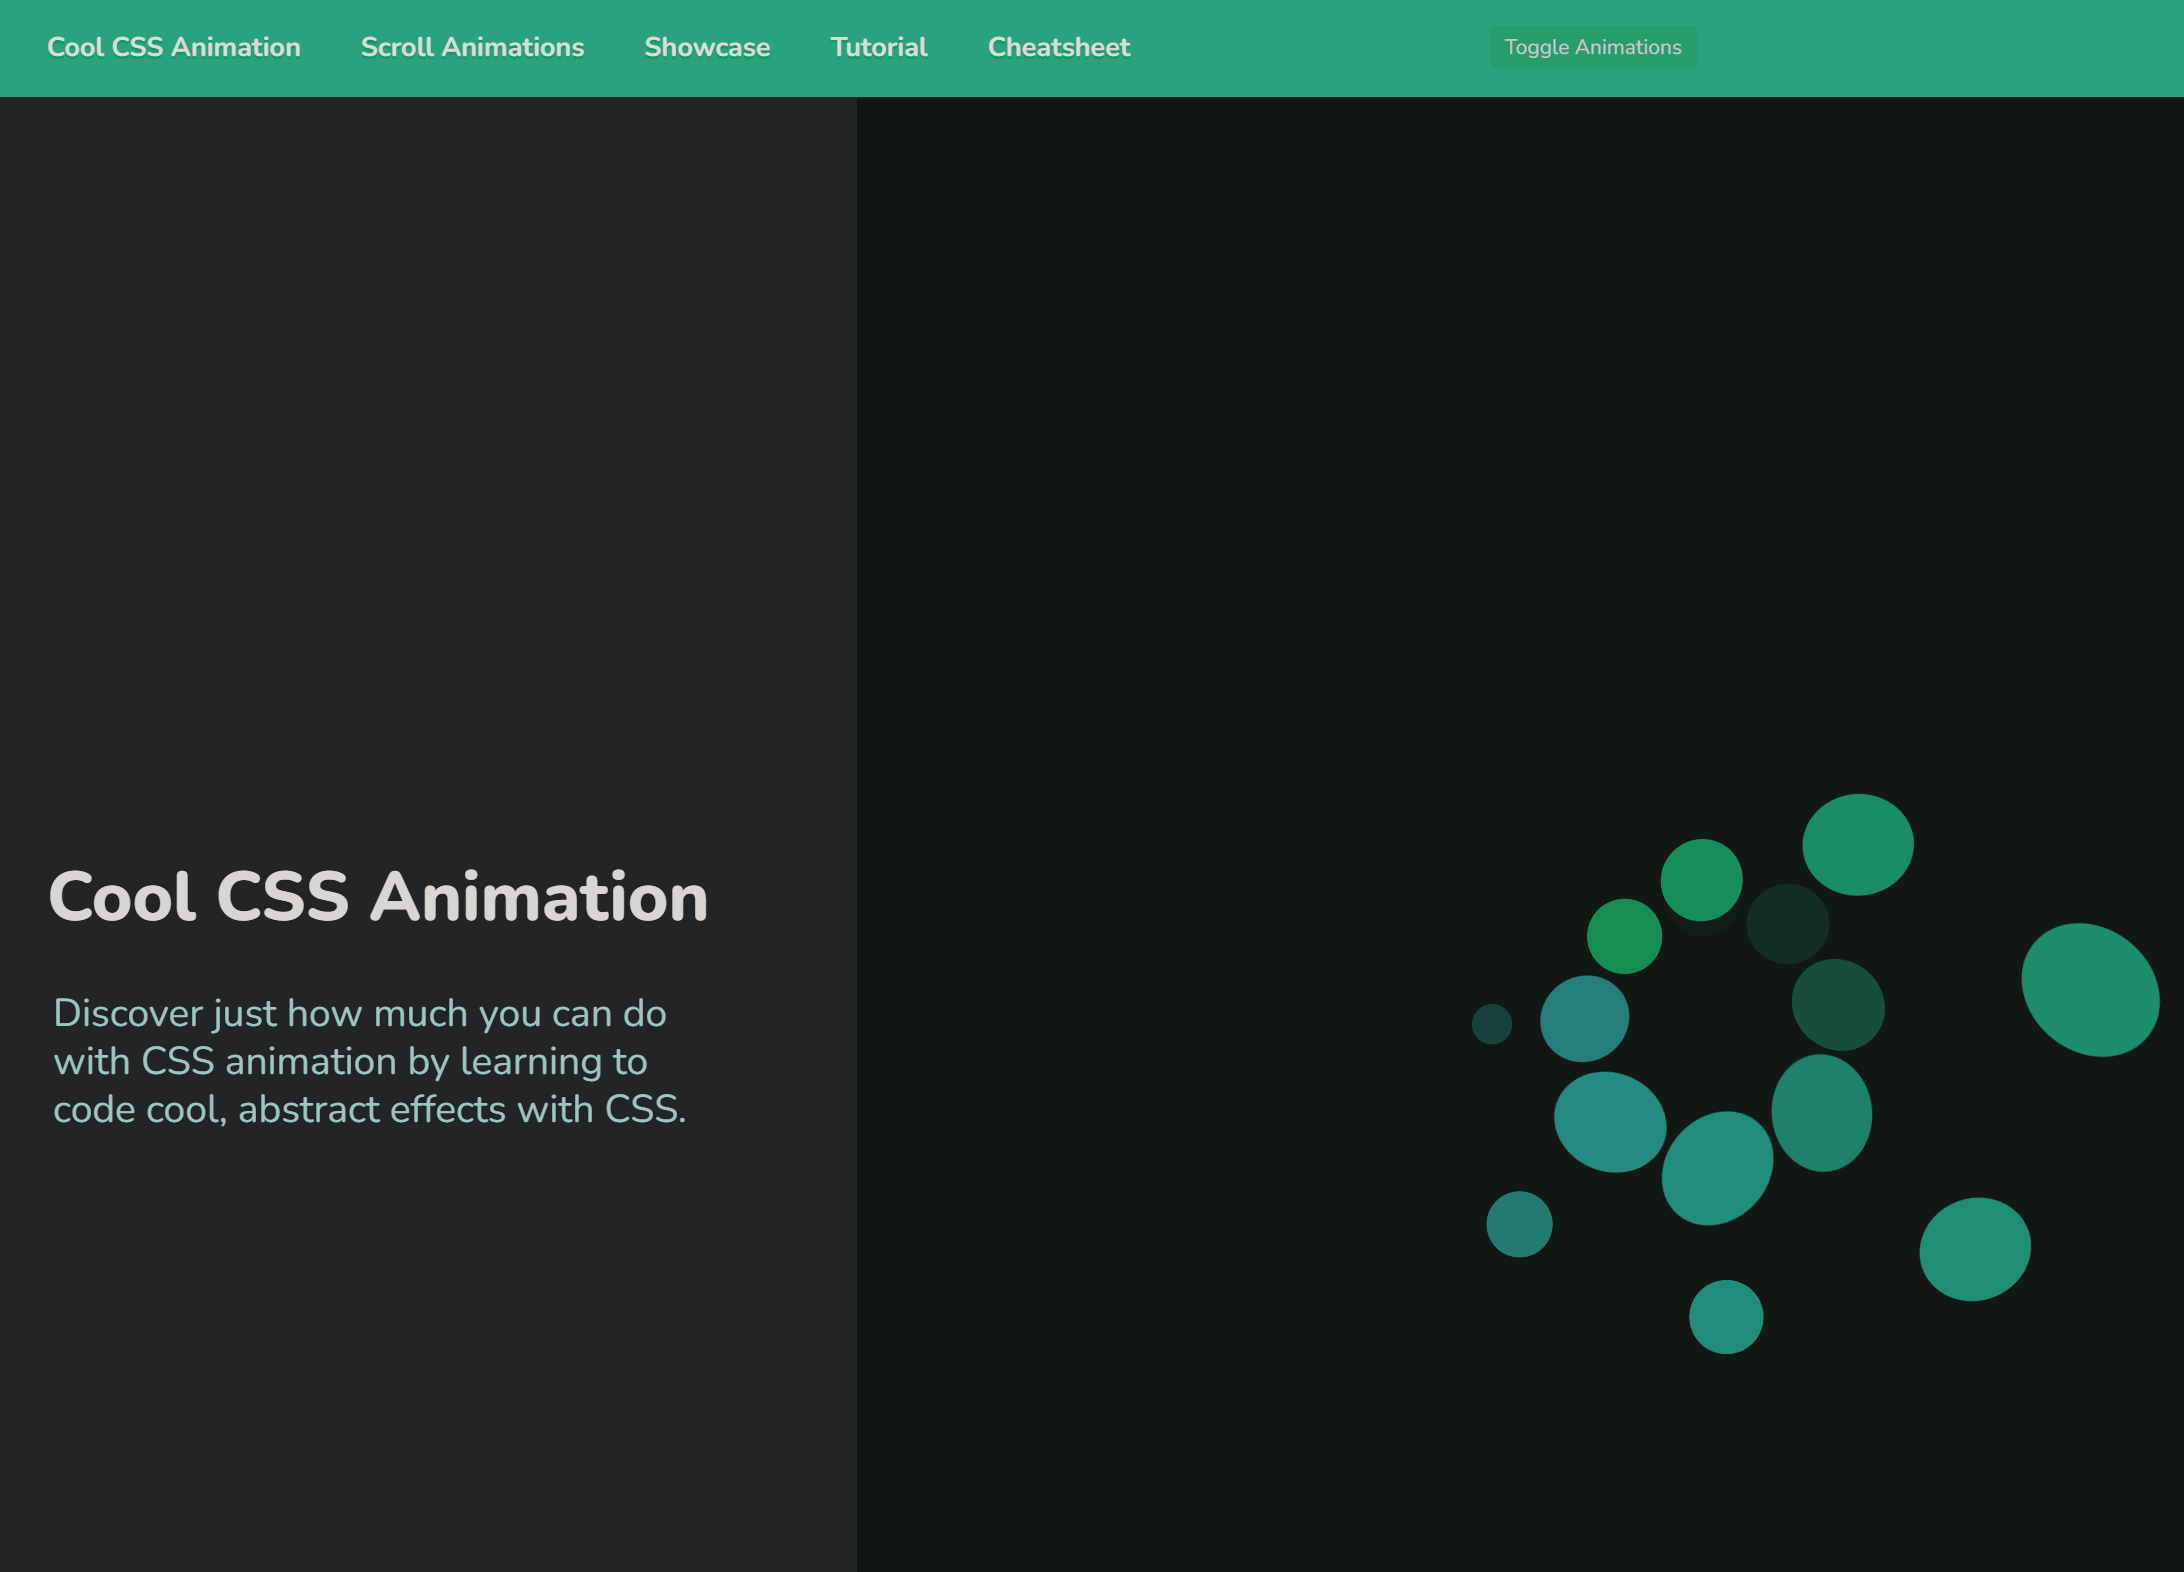 Cool CSS Animation
Scroll Animations
Showcase
Tutorial
Cheatsheet
Toggle Animations
Cool CSS Animation
Discover just how much you can do
with CSS animation by learning to
code cool, abstract effects with CSS.